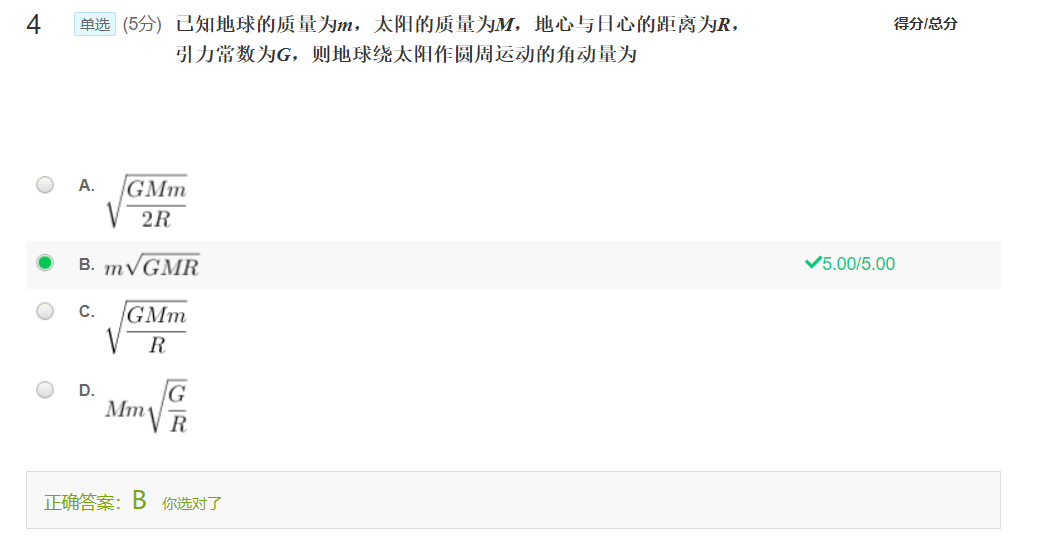 4 单选 (5分) 已知地球的质量为m，太阳的质量为M，地心与日心的距离为R， 得分/总分
引力常数为G，则地球绕太阳作圆周运动的角动量为
A. √(GMm/2R)
B. m√GMR 5.00/5.00
C. √(GMm/R)
D. Mm√(G/R)
正确答案：B 你选对了